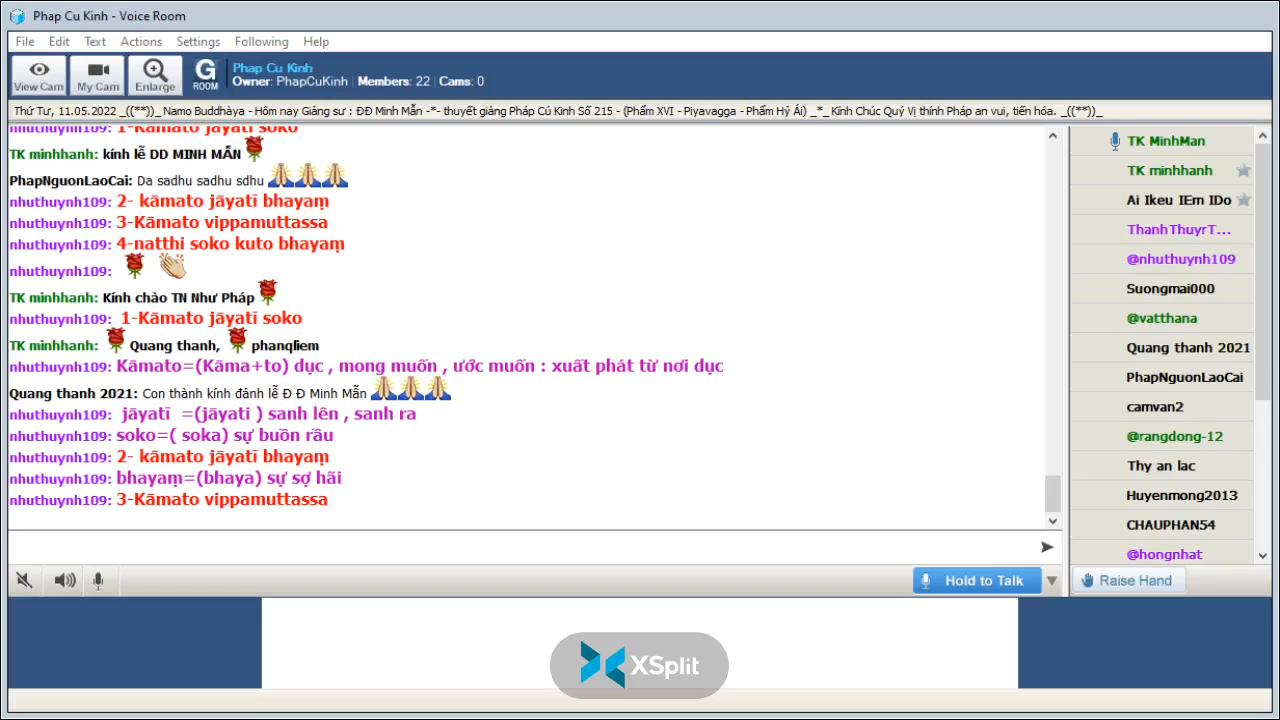 Phap Cu Kinh - Voice Room
File Edit Text Actions Settings Following Help
View Cam My Cam Enlarge G ROOM
Phap Cu Kinh
Owner: PhapCuKinh Members: 22 Cams: 0
Thứ Tư, 11.05.2022 _((**))_ Namo Buddhàya - Hôm nay Giảng sư : ĐĐ Minh Mẫn -*- thuyết giảng Pháp Cú Kinh Số 215 - (Phẩm XVI - Piyavagga - Phẩm Hỷ Ái) _*_ Kính Chúc Quý Vị thính Pháp an vui, tiến hóa. _((**))_
nhuthuynh109: 1-Kāmato jāyatī soko
TK minhhanh: kính lễ DD MINH MẪN
PhapNguonLaoCai: Da sadhu sadhu sdhu
nhuthuynh109: 2- kāmato jāyatī bhayaṃ
nhuthuynh109: 3-Kāmato vippamuttassa
nhuthuynh109: 4-natthi soko kuto bhayaṃ
nhuthuynh109:
TK minhhanh: Kính chào TN Như Pháp
nhuthuynh109: 1-Kāmato jāyatī soko
TK minhhanh: Quang thanh, phanqliem
nhuthuynh109: Kāmato=(Kāma+to) dục , mong muốn , ước muốn : xuất phát từ nơi dục
Quang thanh 2021: Con thành kính đảnh lễ Đ Đ Minh Mẫn
nhuthuynh109: jāyatī =(jāyati ) sanh lên , sanh ra
nhuthuynh109: soko=( soka) sự buồn rầu
nhuthuynh109: 2- kāmato jāyatī bhayaṃ
nhuthuynh109: bhayaṃ=(bhaya) sự sợ hãi
nhuthuynh109: 3-Kāmato vippamuttassa
TK MinhMan
TK minhhanh
Ai Ikeu IEm IDo
ThanhThuyrT...
@nhuthuynh109
Suongmai000
@vatthana
Quang thanh 2021
PhapNguonLaoCai
camvan2
@rangdong-12
Thy an lac
Huyenmong2013
CHAUPHAN54
@hongnhat
Hold to Talk
Raise Hand
XSplit